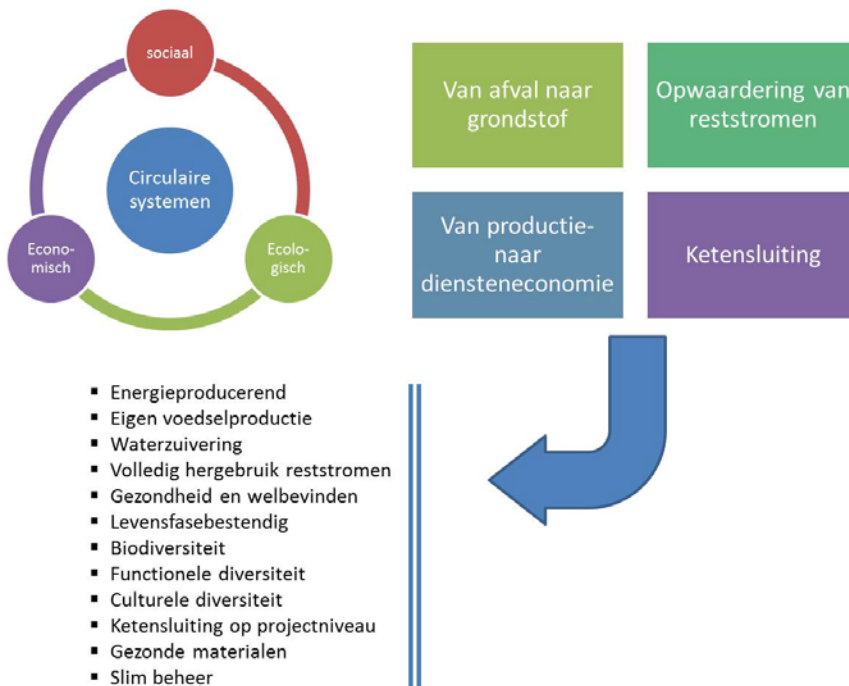 sociaal
Circulaire
systemen
Econo-
misch
Ecolo-
gisch
Van afval naar
grondstof
Opwaardering van
reststromen
Van productie-
naar
diensteneconomie
Ketensluiting
▪ Energieproducerend
▪ Eigen voedselproductie
▪ Waterzuivering
▪ Volledig hergebruik reststromen
▪ Gezondheid en welbevinden
▪ Levensfasebestendig
▪ Biodiversiteit
▪ Functionele diversiteit
▪ Culturele diversiteit
▪ Ketensluiting op projectniveau
▪ Gezonde materialen
▪ Slim beheer